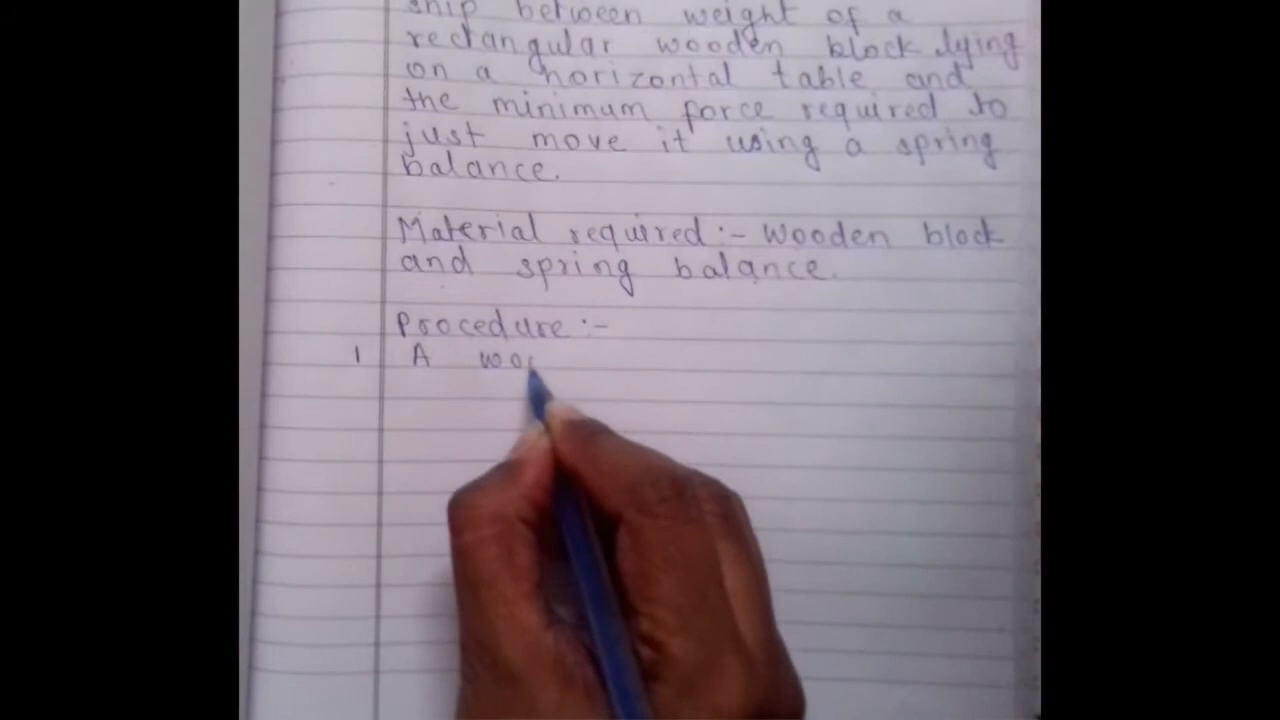 ship between weight of a
rectangular wooden block lying
on a horizontal table and
the minimum force required to
just move it using a spring
balance.
Material required :- Wooden block
and spring balance.
Procedure :-
1 A woo